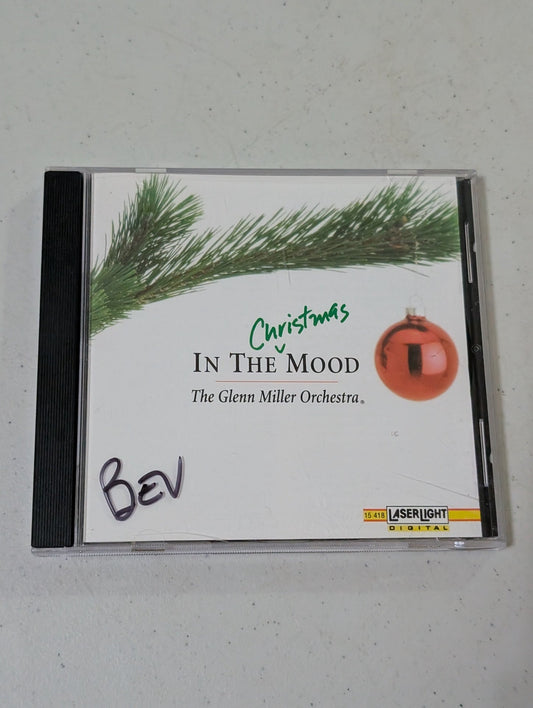 Christmas
IN THE MOOD
The Glenn Miller Orchestra®
BEV
15 418 LASERLIGHT
DIGITAL